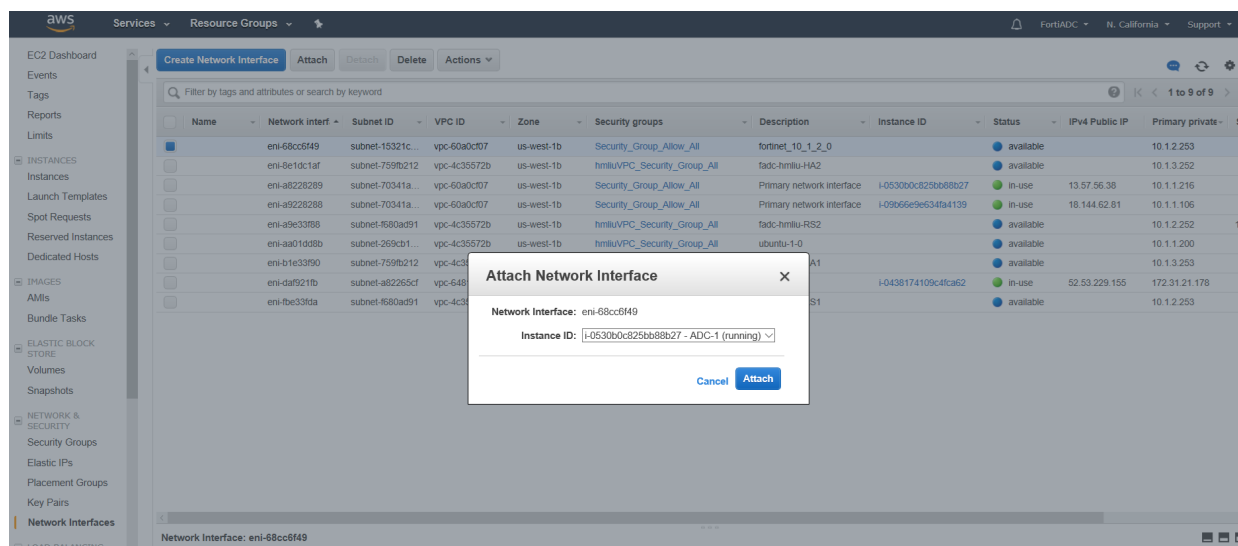 aws Services Resource Groups FortiADC N. California Support
EC2 Dashboard
Events
Tags
Reports
Limits
INSTANCES
Instances
Launch Templates
Spot Requests
Reserved Instances
Dedicated Hosts
IMAGES
AMIs
Bundle Tasks
ELASTIC BLOCK
STORE
Volumes
Snapshots
NETWORK &
SECURITY
Security Groups
Elastic IPs
Placement Groups
Key Pairs
Network Interfaces
Create Network Interface Attach Detach Delete Actions
Filter by tags and attributes or search by keyword 1 to 9 of 9
Name Network interf. Subnet ID VPC ID Zone Security groups Description Instance ID Status IPv4 Public IP Primary private
eni-68cc6f49 subnet-15321c... vpc-60a0cf07 us-west-1b Security_Group_Allow_All fortinet_10_1_2_0 available 10.1.2.253
eni-8e1dc1af subnet-759fb212 vpc-4c35572b us-west-1b hmliuVPC_Security_Group_All fadc-hmliu-HA2 available 10.1.3.252
eni-a8228289 subnet-70341a... vpc-60a0cf07 us-west-1b Security_Group_Allow_All Primary network interface i-0530b0c825bb88b27 in-use 13.57.56.38 10.1.1.216
eni-a9228288 subnet-70341a... vpc-60a0cf07 us-west-1b Security_Group_Allow_All Primary network interface i-09b66e9e634fa4139 in-use 18.144.62.81 10.1.1.106
eni-a9e33f88 subnet-f680ad91 vpc-4c35572b us-west-1b hmliuVPC_Security_Group_All fadc-hmliu-RS2 available 10.1.2.252
eni-aa01dd8b subnet-269cb1... vpc-4c35572b us-west-1b hmliuVPC_Security_Group_All ubuntu-1-0 available 10.1.1.200
eni-b1e33f90 subnet-759fb212 vpc-4c35 A1 available 10.1.3.253
eni-daf921fb subnet-a82265cf vpc-648 i-0438174109c4fca62 in-use 52.53.229.155 172.31.21.178
eni-fbe33fda subnet-f680ad91 vpc-4c35 S1 available 10.1.2.253
Attach Network Interface
Network Interface: eni-68cc6f49
Instance ID: i-0530b0c825bb88b27 - ADC-1 (running)
Cancel Attach
Network Interface: eni-68cc6f49